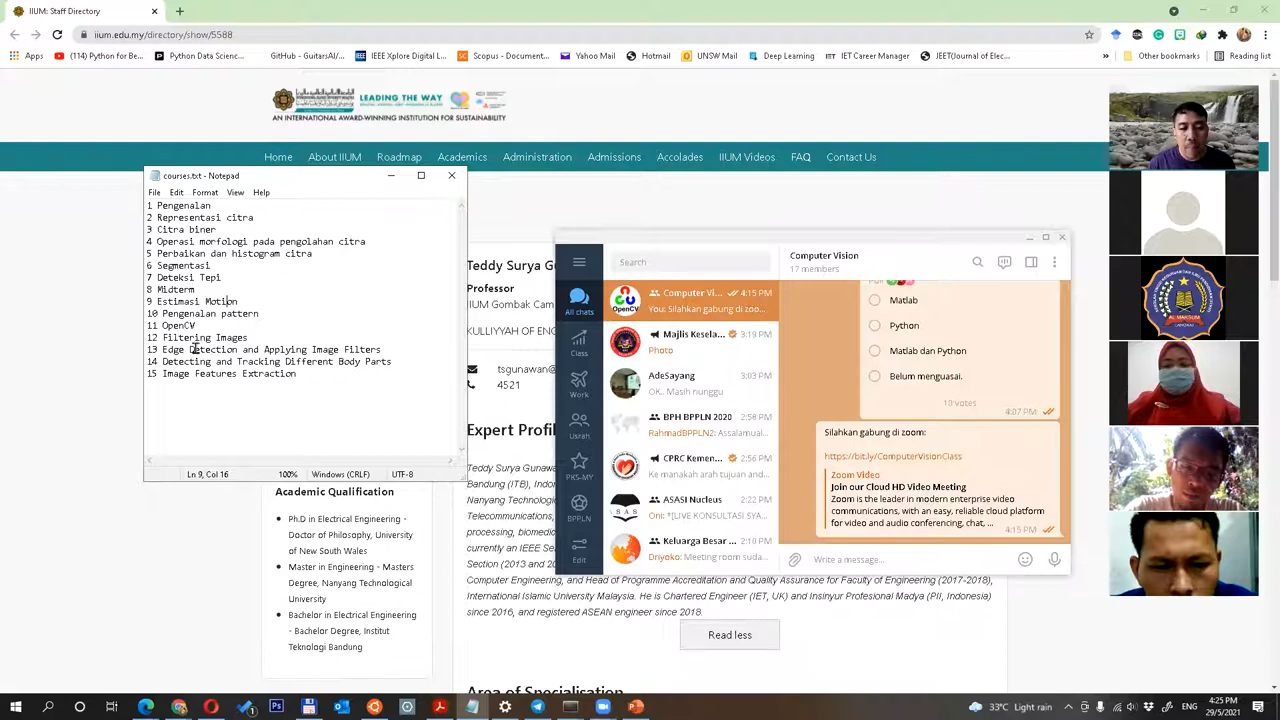 IIUM: Staff Directory
iium.edu.my/directory/5588
Apps
(114) Python for Be...
Python Data Scienc...
GitHub - GuitarsAI/...
IEEE Xplore Digital L...
Scopus - Document...
Yahoo Mail
Hotmail
UNSW Mail
Deep Learning
IET Career Manager
JEET(Journal of Elec...
Other bookmarks
Reading list
LEADING THE WAY
AN INTERNATIONAL AWARD-WINNING INSTITUTION FOR SUSTAINABILITY
Home
About IIUM
Roadmap
Academics
Administration
Admissions
Accolades
IIUM Videos
FAQ
Contact Us
courses.txt - Notepad
File Edit Format View Help
1 Pengenalan
2 Representasi citra
3 Citra biner
4 Operasi morfologi pada pengolahan citra
5 Perbaikan dan histogram citra
6 Segmentasi
7 Deteksi Tepi
8 Midterm
9 Estimasi Motion
10 Pengenalan pattern
11 OpenCV
12 Filtering Images
13 Edge Detection and Applying Image Filters
14 Detecting and Tracking Different Body Parts
15 Image Features Extraction
Ln 9, Col 16
100%
Windows (CRLF)
UTF-8
Teddy Surya Gu
Professor
IIUM Gombak Cam
KULLIYYAH OF ENG
tsgunawan@
4521
Expert Profil
Teddy Surya Gunawa
Bandung (ITB), Indon
Nanyang Technologic
Telecommunications,
processing, biomedic
currently an IEEE Sen
Section (2013 and 20
Computer Engineering, and Head of Programme Accreditation and Quality Assurance for Faculty of Engineering (2017-2018),
International Islamic University Malaysia. He is Chartered Engineer (IET, UK) and Insinyur Profesional Madya (PII, Indonesia)
since 2016, and registered ASEAN engineer since 2018.
Read less
Area of Specialisation
Academic Qualification
Ph.D in Electrical Engineering -
Doctor of Philosophy, University
of New South Wales
Master in Engineering - Masters
Degree, Nanyang Technological
University
Bachelor in Electrical Engineering
- Bachelor Degree, Institut
Teknologi Bandung
All chats
Class
Work
Usrah
PKS-MY
BPPLN
Edit
Search
Computer Vi...
4:15 PM
You: Silahkan gabung di zoo...
Majlis Kesela...
3:19 PM
Photo
AdeSayang
3:03 PM
OK.. Masih nunggu
BPH BPPLN 2020
2:58 PM
RahmadBPPLN2: Assalamual...
CPRC Kemen...
2:56 PM
Ke manakah arah tujuan and...
ASASI Nucleus
2:22 PM
Oni: *[LIVE KONSULTASI SYA...
Keluarga Besar ...
2:18 PM
Driyoko: Meeting room suda...
Computer Vision
17 members
Matlab
Python
Matlab dan Python
Belum menguasai.
10 votes
4:07 PM
Silahkan gabung di zoom:
https://bit.ly/ComputerVisionClass
Zoom Video
Join our Cloud HD Video Meeting
Zoom is the leader in modern enterprise video
communications, with an easy, reliable cloud platform
for video and audio conferencing, chat,...
4:15 PM
Write a message...
AL MAKSUM
LANGKAT
33°C Light rain
4:25 PM
29/5/2021